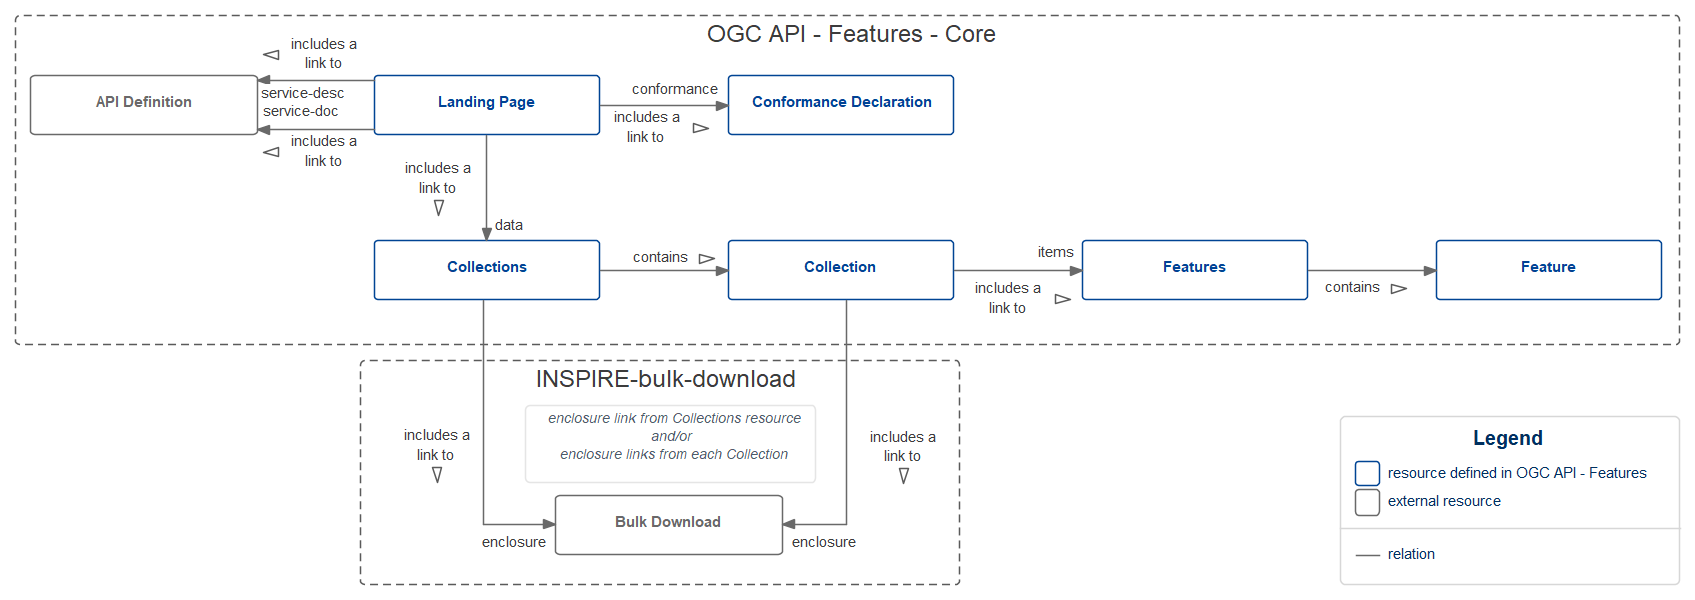 OGC API - Features - Core
includes a
link to
API Definition
service-desc
service-doc
includes a
link to
Landing Page
conformance
includes a
link to
Conformance Declaration
includes a
link to
data
Collections
contains
Collection
items
includes a
link to
Features
contains
Feature
INSPIRE-bulk-download
enclosure link from Collections resource
and/or
enclosure links from each Collection
includes a
link to
includes a
link to
Bulk Download
enclosure
enclosure
Legend
resource defined in OGC API - Features
external resource
relation